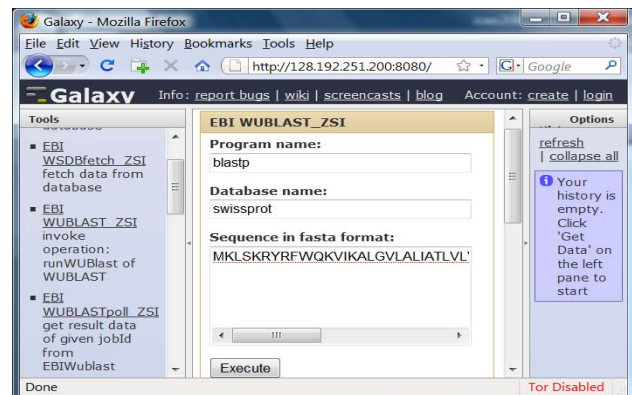 Galaxy - Mozilla Firefox
File Edit View History Bookmarks Tools Help
http://128.192.251.200:8080/ G Google
Galaxy Info: report bugs | wiki | screencasts | blog Account: create | login
Tools
database
EBI
WSDBfetch_ZSI
fetch data from
database
EBI
WUBLAST_ZSI
invoke
operation:
runWUBlast of
WUBLAST
EBI
WUBLASTpoll_ZSI
get result data
of given jobId
from
EBIWublast
EBI WUBLAST_ZSI
Program name:
blastp
Database name:
swissprot
Sequence in fasta format:
MKLSKRYRFWQKVIKALGVLALIATLVL
Execute
Options
refresh
| collapse all
Your
history is
empty.
Click
'Get
Data' on
the left
pane to
start
Done
Tor Disabled